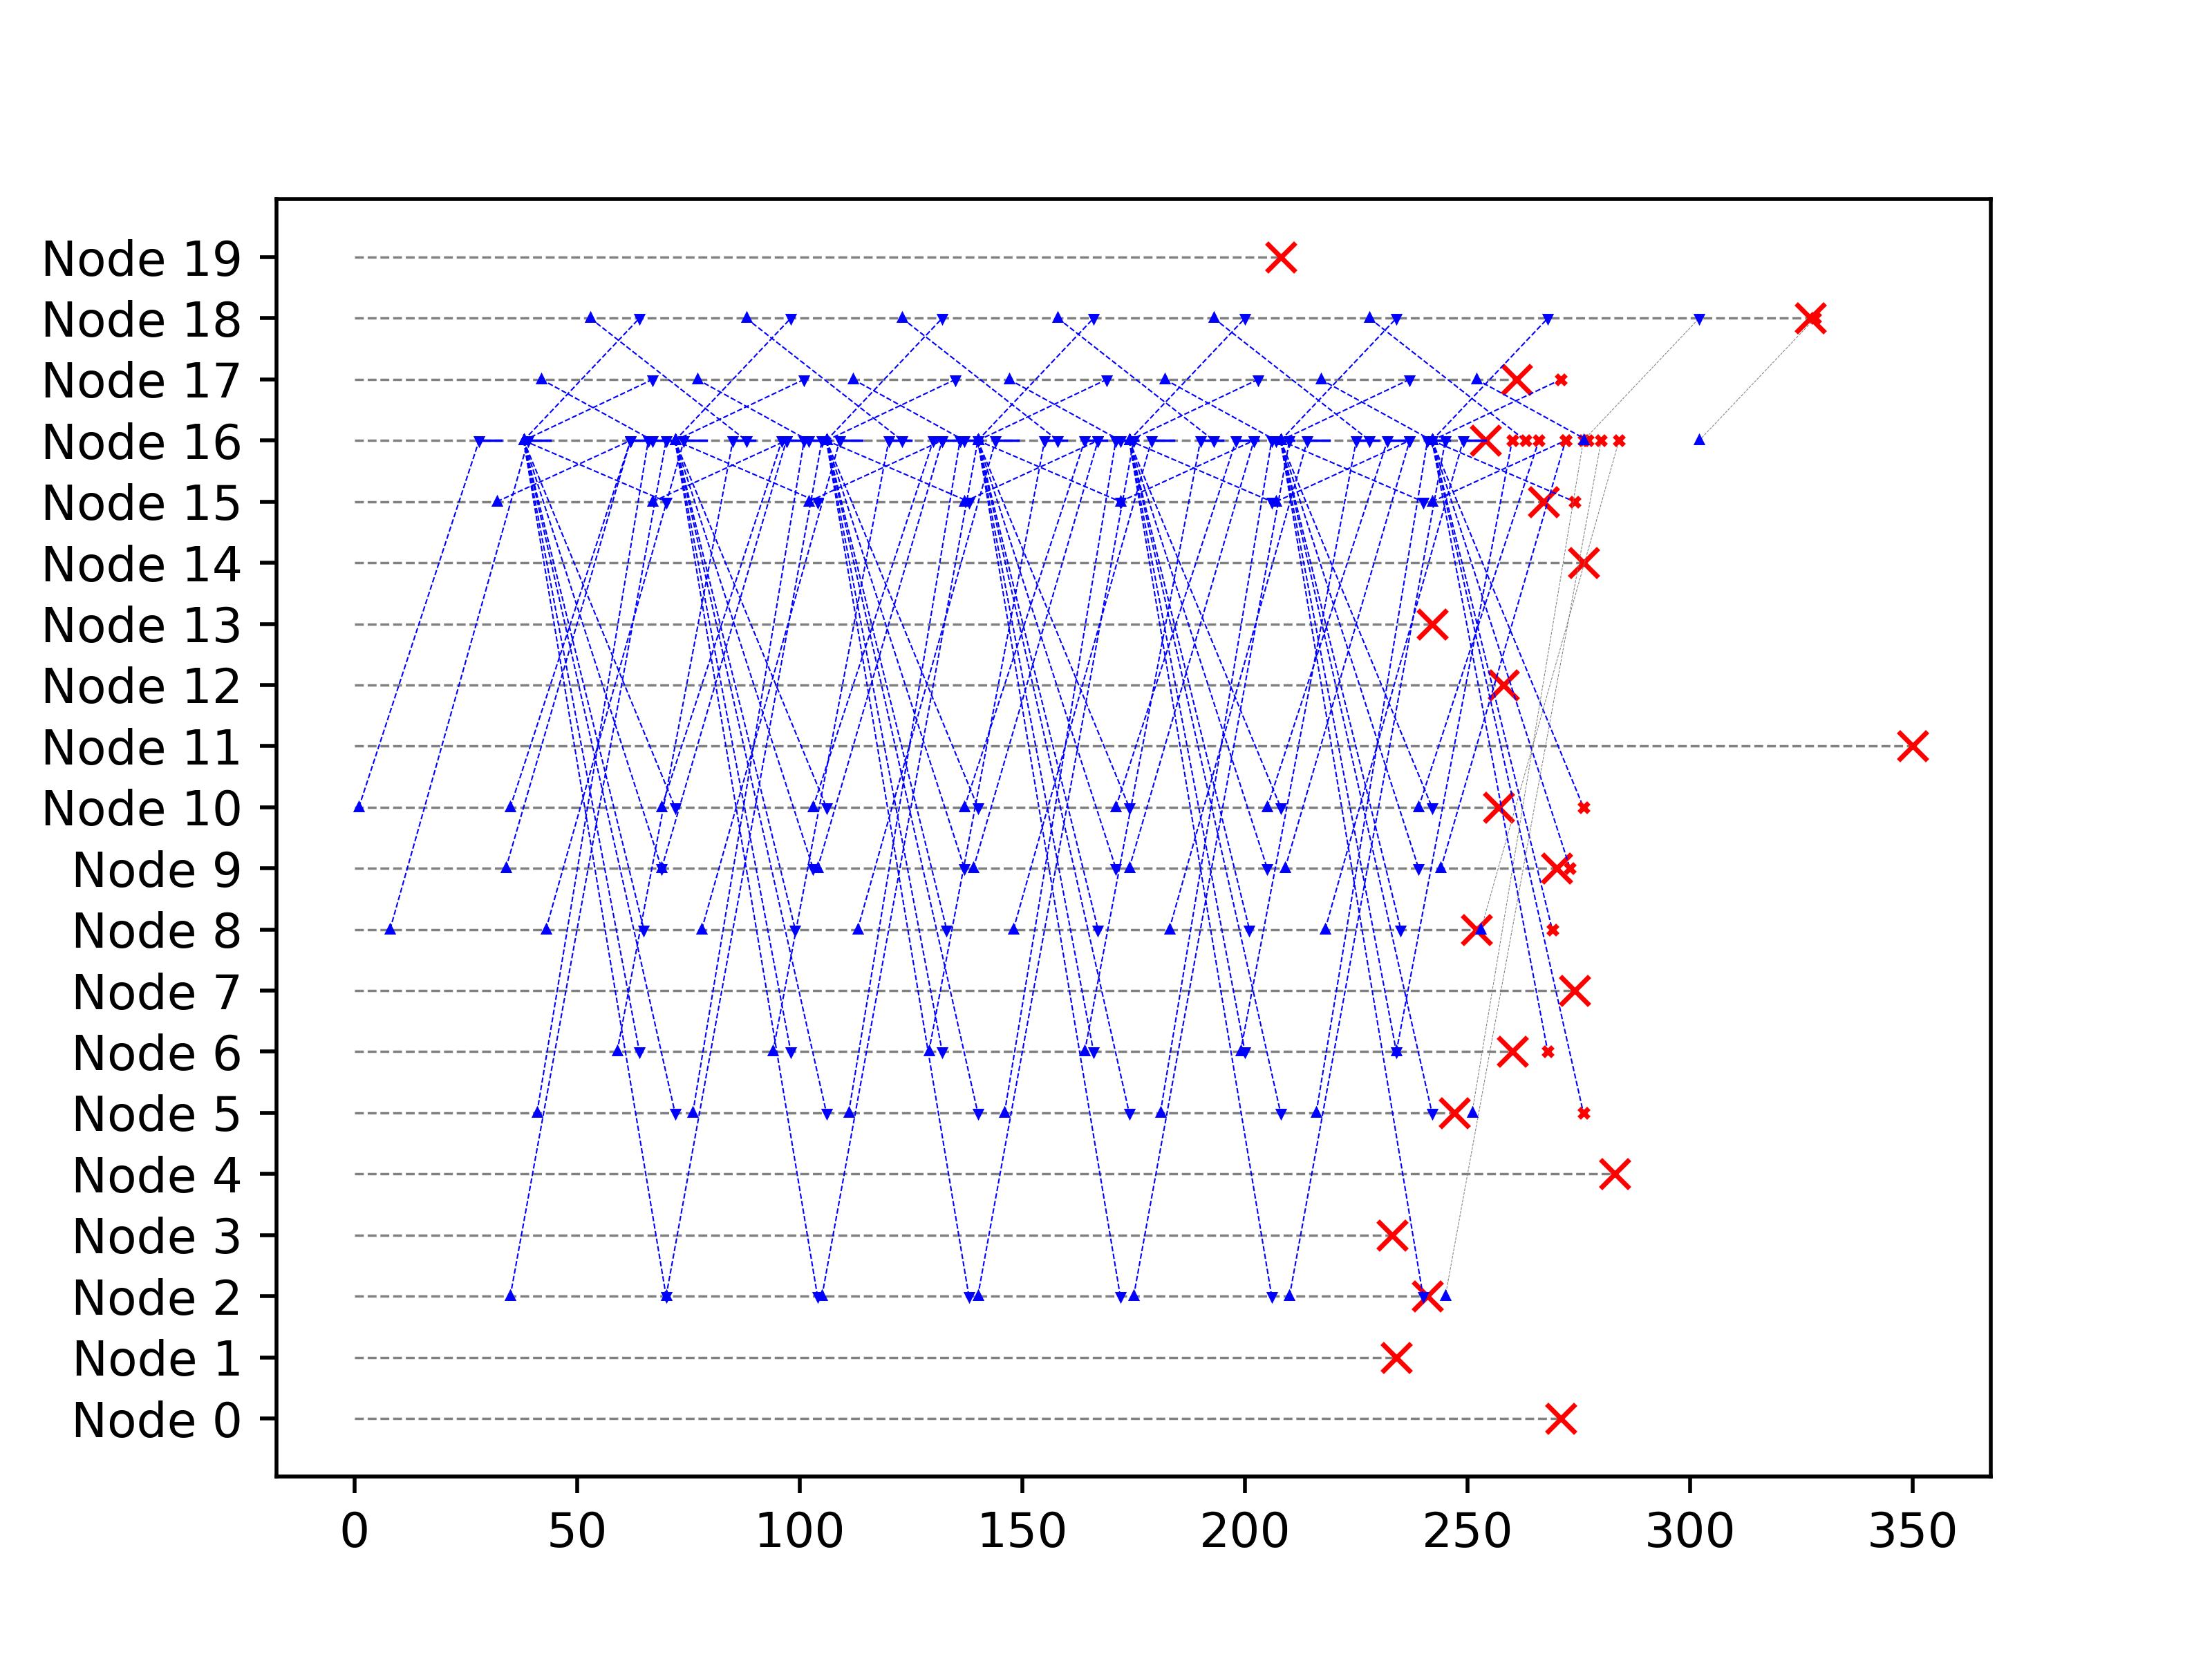 Node 19
Node 18
Node 17
Node 16
Node 15
Node 14
Node 13
Node 12
Node 11
Node 10
Node 9
Node 8
Node 7
Node 6
Node 5
Node 4
Node 3
Node 2
Node 1
Node 0
0 50 100 150 200 250 300 350